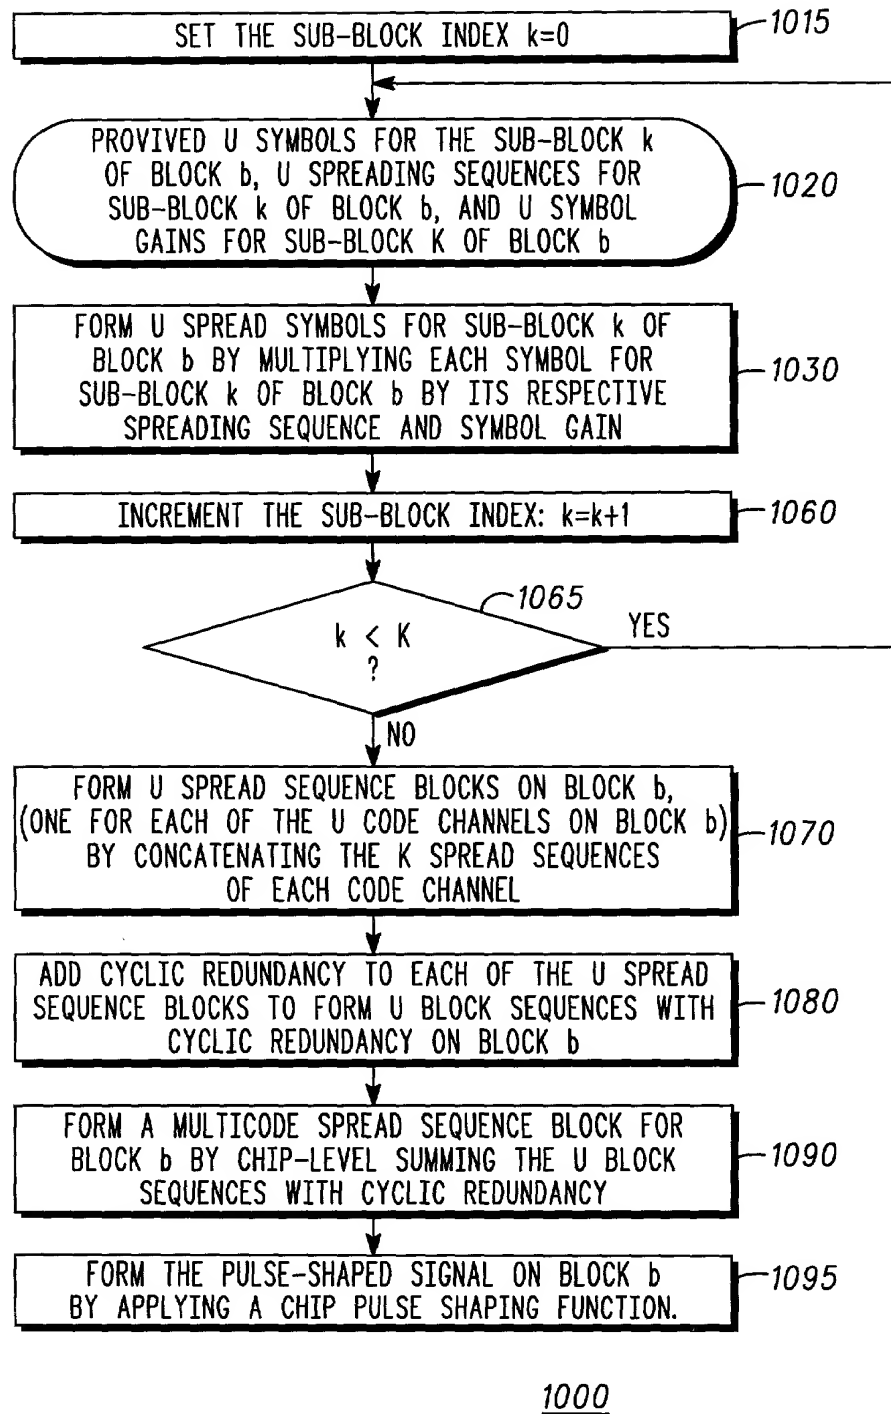 SET THE SUB-BLOCK INDEX k=0
1015
PROVIVED U SYMBOLS FOR THE SUB-BLOCK k
OF BLOCK b, U SPREADING SEQUENCES FOR
SUB-BLOCK k OF BLOCK b, AND U SYMBOL
GAINS FOR SUB-BLOCK K OF BLOCK b
1020
FORM U SPREAD SYMBOLS FOR SUB-BLOCK k OF
BLOCK b BY MULTIPLYING EACH SYMBOL FOR
SUB-BLOCK k OF BLOCK b BY ITS RESPECTIVE
SPREADING SEQUENCE AND SYMBOL GAIN
1030
INCREMENT THE SUB-BLOCK INDEX: k=k+1
1060
k < K
?
1065
YES
NO
FORM U SPREAD SEQUENCE BLOCKS ON BLOCK b,
(ONE FOR EACH OF THE U CODE CHANNELS ON BLOCK b)
BY CONCATENATING THE K SPREAD SEQUENCES
OF EACH CODE CHANNEL
1070
ADD CYCLIC REDUNDANCY TO EACH OF THE U SPREAD
SEQUENCE BLOCKS TO FORM U BLOCK SEQUENCES WITH
CYCLIC REDUNDANCY ON BLOCK b
1080
FORM A MULTICODE SPREAD SEQUENCE BLOCK FOR
BLOCK b BY CHIP-LEVEL SUMMING THE U BLOCK
SEQUENCES WITH CYCLIC REDUNDANCY
1090
FORM THE PULSE-SHAPED SIGNAL ON BLOCK b
BY APPLYING A CHIP PULSE SHAPING FUNCTION.
1095
1000